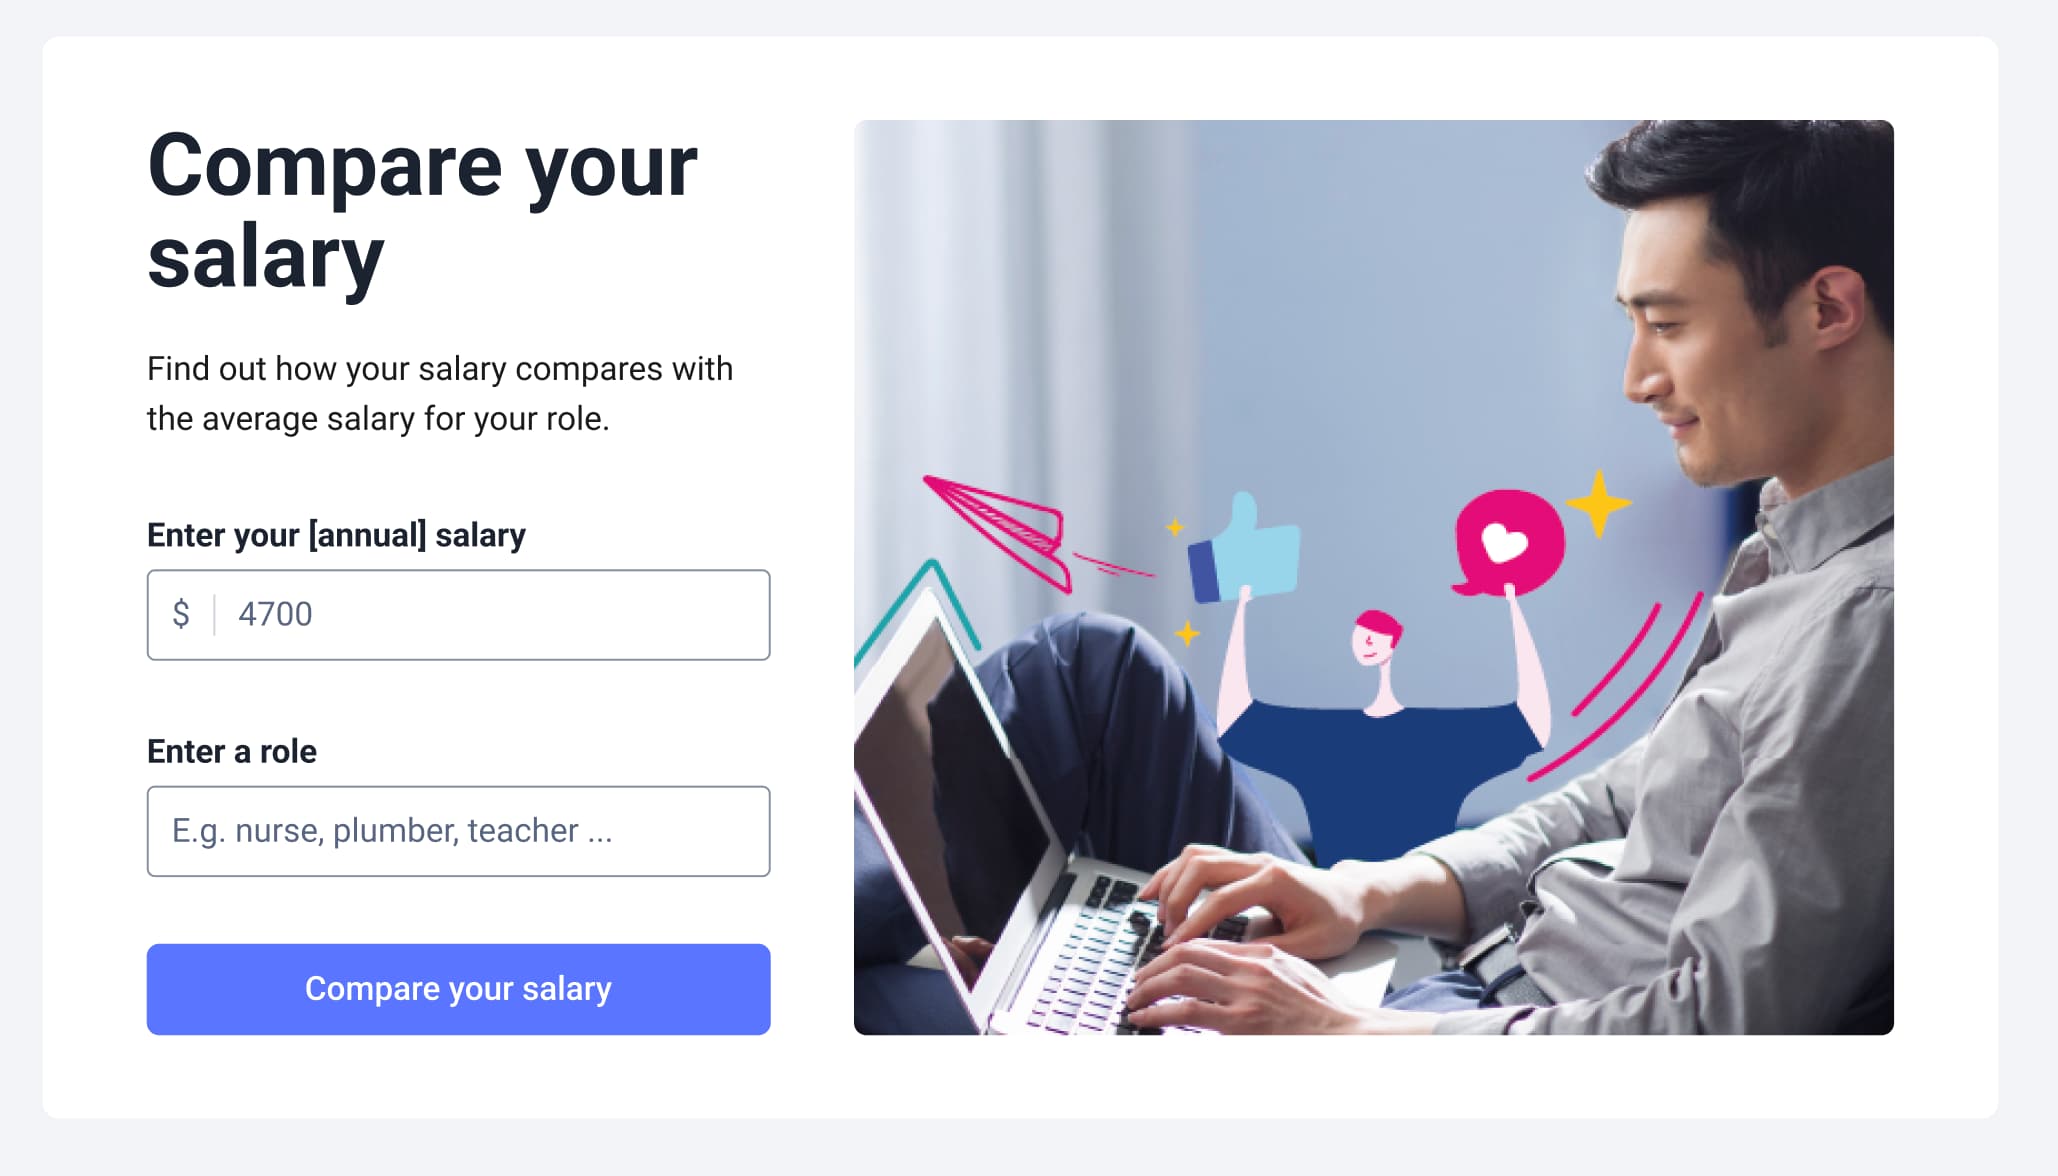 Compare your
salary
Find out how your salary compares with
the average salary for your role.
Enter your [annual] salary
$ 4700
Enter a role
E.g. nurse, plumber, teacher ...
Compare your salary